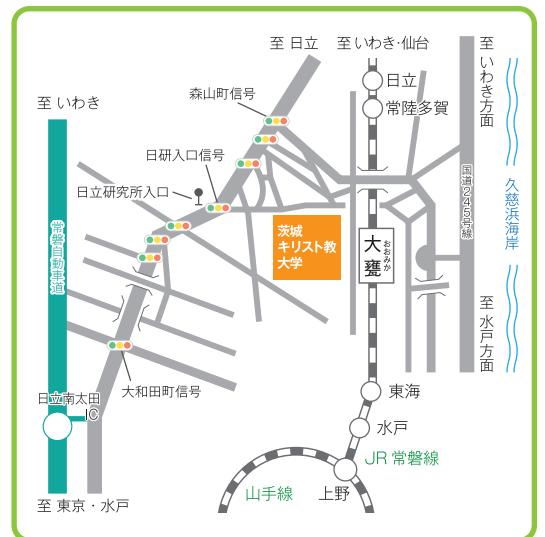 至 日立
至 いわき・仙台
至 いわき方面
日立
常陸多賀
森山町信号
至 いわき
日研入口信号
日立研究所入口
国道245号線
久慈浜海岸
常磐自動車道
茨城
キリスト教
大学
大甕
おおみか
至 水戸方面
大和田町信号
日立南太田
IC
東海
水戸
JR 常磐線
山手線
上野
至 東京・水戸